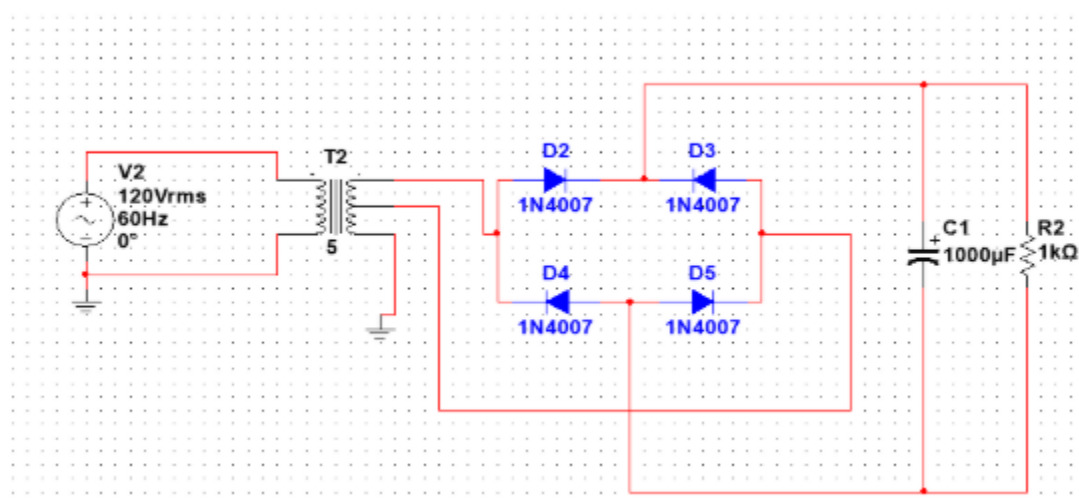 V2
120Vrms
60Hz
0°
T2
5
D2
1N4007
D3
1N4007
D4
1N4007
D5
1N4007
C1
1000µF
R2
1kΩ